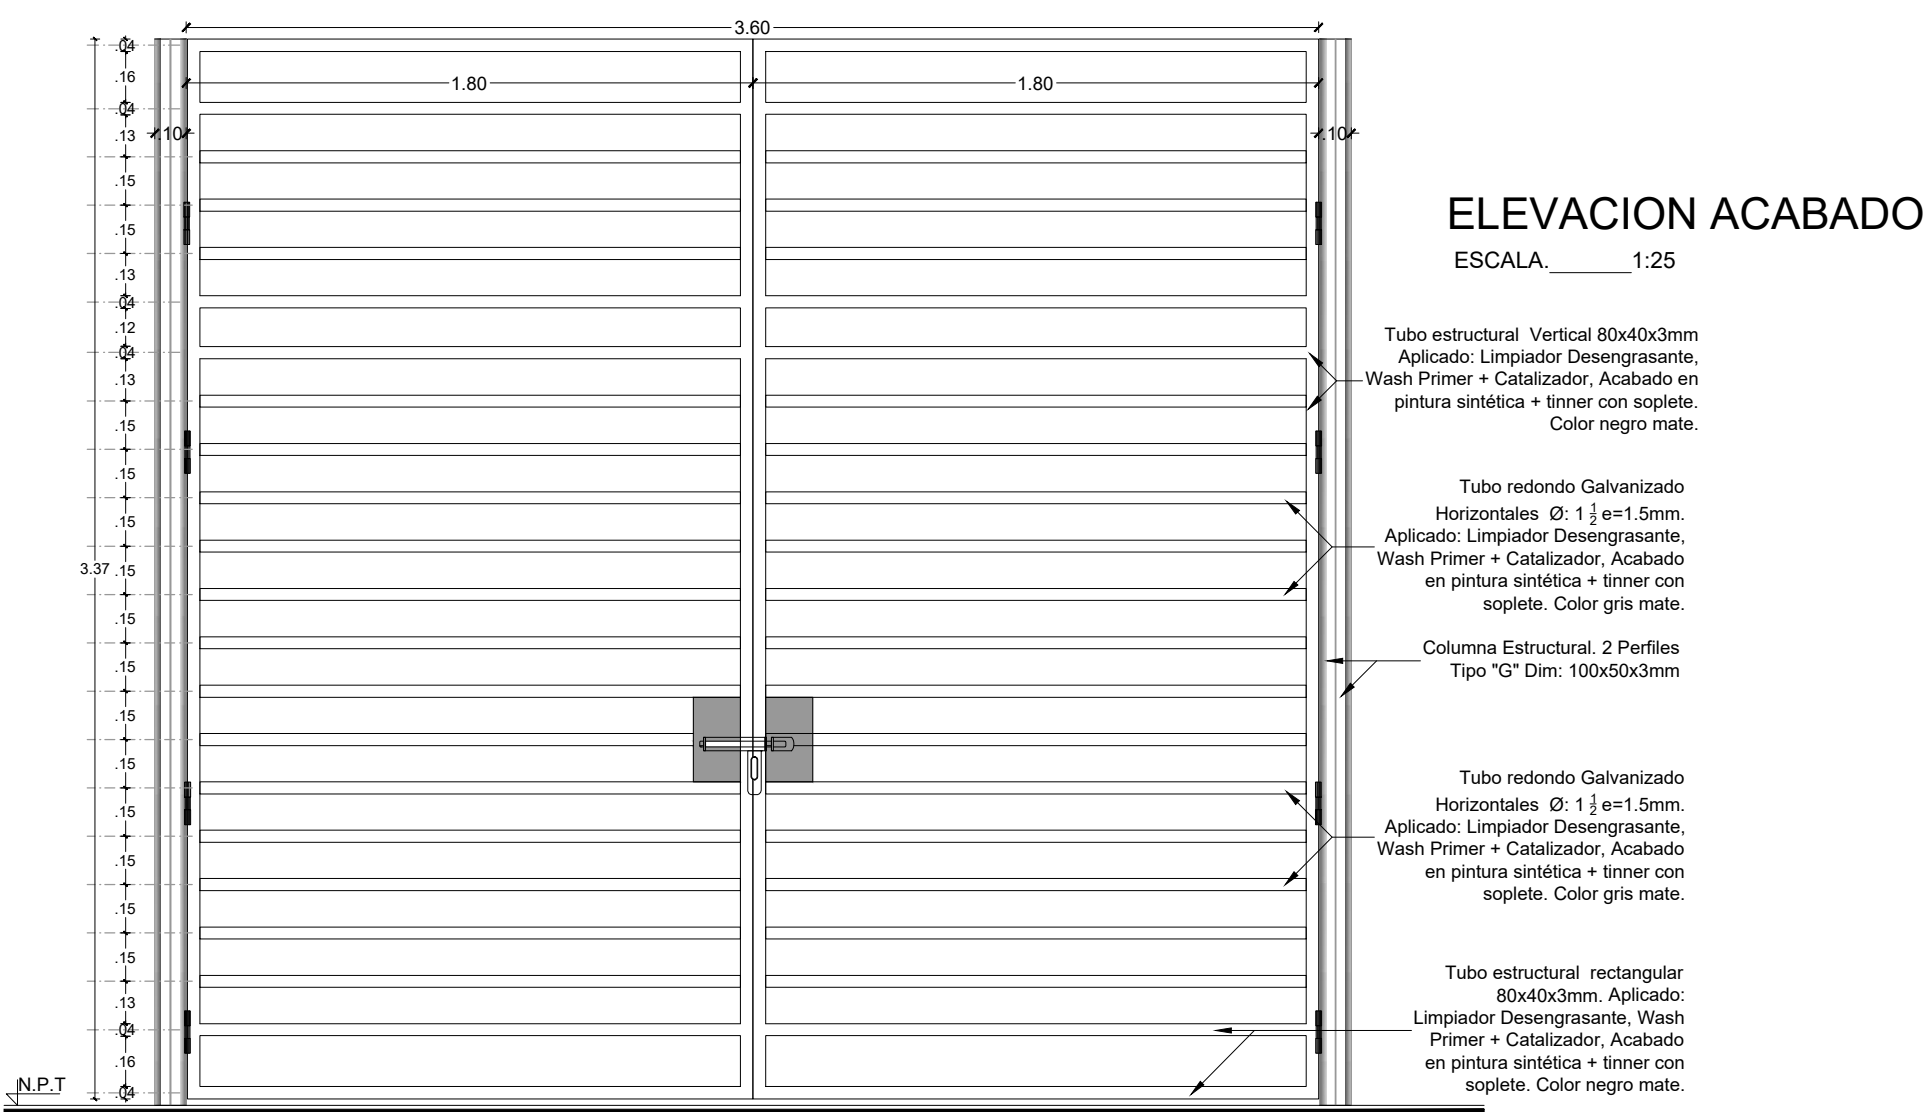 3.60
1.80
1.80
.10
.10
.04
.16
.04
.13
.15
.15
.13
.04
.12
.04
.13
.15
.15
.15
.15
.15
.15
.15
.15
.15
.15
.15
.15
.13
.04
.16
.04
3.37
N.P.T
ELEVACION ACABADO
ESCALA.______1:25
Tubo estructural Vertical 80x40x3mm
Aplicado: Limpiador Desengrasante,
Wash Primer + Catalizador, Acabado en
pintura sintética + tinner con soplete.
Color negro mate.
Tubo redondo Galvanizado
Horizontales Ø: 1 1/2 e=1.5mm.
Aplicado: Limpiador Desengrasante,
Wash Primer + Catalizador, Acabado
en pintura sintética + tinner con
soplete. Color gris mate.
Columna Estructural. 2 Perfiles
Tipo "G" Dim: 100x50x3mm
Tubo redondo Galvanizado
Horizontales Ø: 1 1/2 e=1.5mm.
Aplicado: Limpiador Desengrasante,
Wash Primer + Catalizador, Acabado
en pintura sintética + tinner con
soplete. Color gris mate.
Tubo estructural rectangular
80x40x3mm. Aplicado:
Limpiador Desengrasante, Wash
Primer + Catalizador, Acabado
en pintura sintética + tinner con
soplete. Color negro mate.